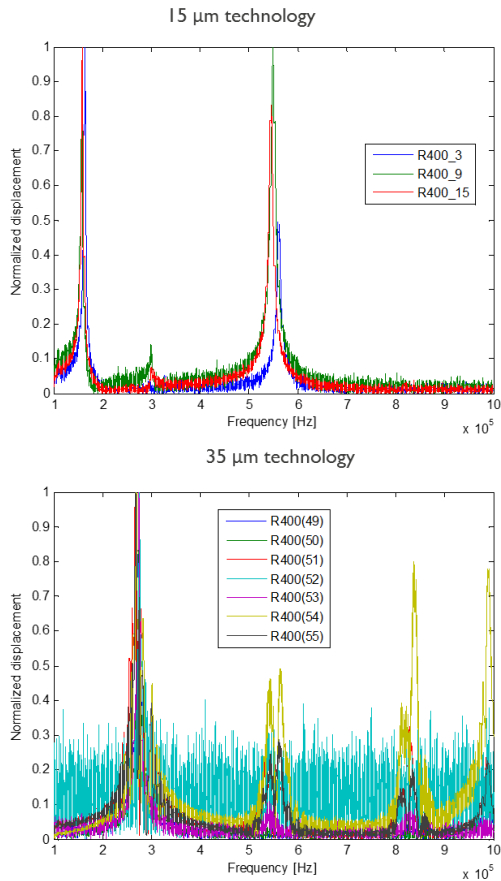 15 µm technology
1
0.9
0.8
0.7
0.6
0.5
0.4
0.3
0.2
0.1
0
Normalized displacement
R400_3
R400_9
R400_15
1 2 3 4 5 6 7 8 9 10
Frequency [Hz]
x 10^5
35 µm technology
1
0.9
0.8
0.7
0.6
0.5
0.4
0.3
0.2
0.1
0
Normalized displacement
R400(49)
R400(50)
R400(51)
R400(52)
R400(53)
R400(54)
R400(55)
1 2 3 4 5 6 7 8 9 10
Frequency [Hz]
x 10^5